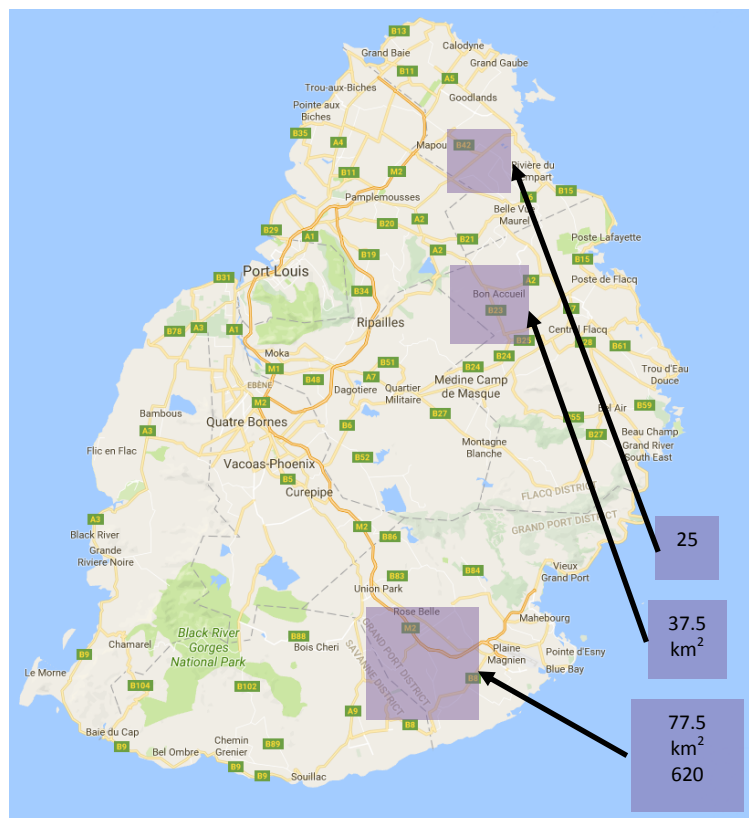 B13
Calodyne
Grand Baie
Grand Gaube
B11
A5
Trou-aux-Biches
Goodlands
Pointe aux
Biches
B35
A4
Mapou
B42
B11
M2
Rivière du
Rempart
Pamplemousses
B15
Belle Vue
Maurel
B20
A2
B29
A1
B21
Poste Lafayette
A2
B19
B15
Port Louis
B31
A2
Poste de Flacq
Bon Accueil
B34
B23
B78
A3
A1
Ripailles
Central Flacq
B28
B61
Moka
B24
B51
B24
Trou d'Eau
Douce
M1
EBÈNE
B48
A7
Dagotiere
Quartier
Militaire
Medine Camp
de Masque
M2
B59
Bambous
Quatre Bornes
B6
B27
B55
Bel Air
A3
B27
Beau Champ
Flic en Flac
Montagne
Blanche
Grand River
South East
Vacoas-Phoenix
B52
B5
Curepipe
FLACQ DISTRICT
GRAND PORT DISTRICT
A3
M2
25
Black River
B86
Grande
Riviere Noire
B83
B84
Vieux
Grand Port
Union Park
Rose Belle
37.5
km²
Mahebourg
Black River
Gorges
National Park
B88
M2
Bois Cheri
GRAND PORT DISTRICT
SAVANNE DISTRICT
Chamarel
B9
Plaine
Magnien
Pointe d'Esny
Blue Bay
Le Morne
B104
B102
B8
A9
77.5
km²
620
B8
Baie du Cap
Chemin
Grenier
B9
B89
Bel Ombre
B9
B9
Souillac